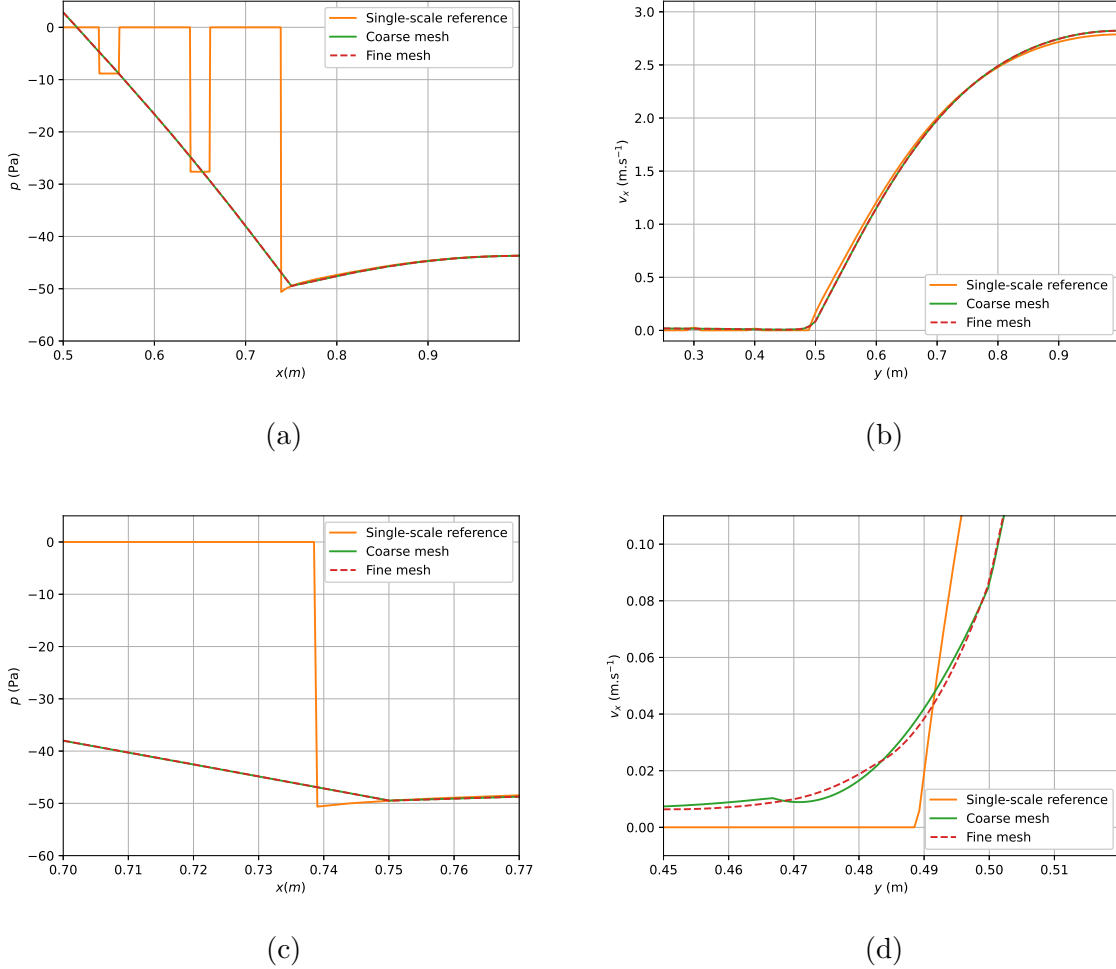 0
−10
−20
−30
−40
−50
−60
p (Pa)
0.5 0.6 0.7 0.8 0.9
x(m)
Single-scale reference
Coarse mesh
Fine mesh
(a)
3.0
2.5
2.0
1.5
1.0
0.5
0.0
vₓ (m.s⁻¹)
0.3 0.4 0.5 0.6 0.7 0.8 0.9
y (m)
Single-scale reference
Coarse mesh
Fine mesh
(b)
0
−10
−20
−30
−40
−50
−60
p (Pa)
0.70 0.71 0.72 0.73 0.74 0.75 0.76 0.77
x(m)
Single-scale reference
Coarse mesh
Fine mesh
(c)
0.10
0.08
0.06
0.04
0.02
0.00
vₓ (m.s⁻¹)
0.45 0.46 0.47 0.48 0.49 0.50 0.51
y (m)
Single-scale reference
Coarse mesh
Fine mesh
(d)